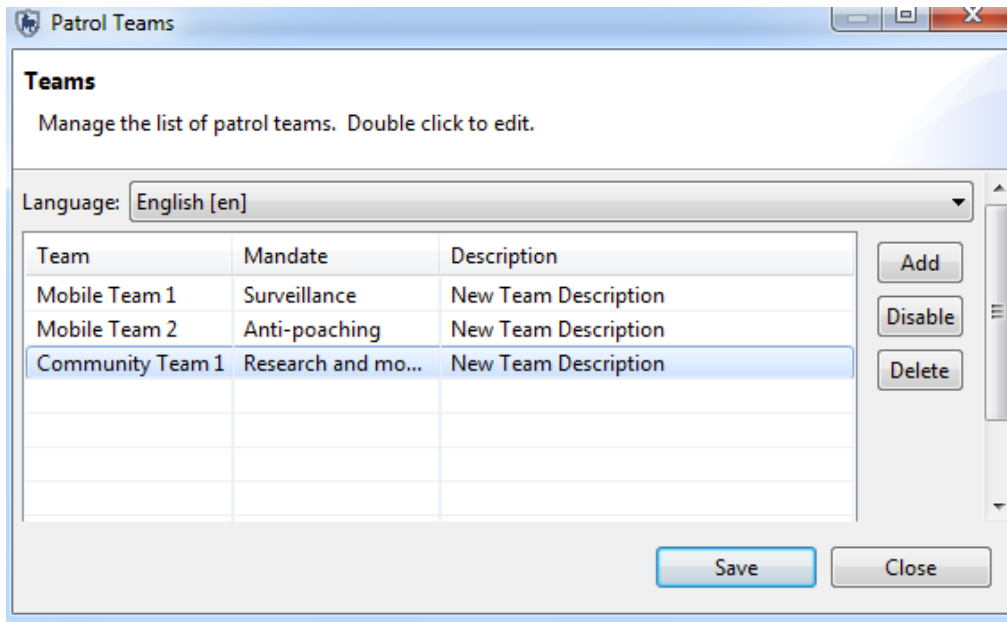 Patrol Teams
Teams
Manage the list of patrol teams. Double click to edit.
Language: English [en]
Team Mandate Description
Mobile Team 1 Surveillance New Team Description
Mobile Team 2 Anti-poaching New Team Description
Community Team 1 Research and mo... New Team Description
Add
Disable
Delete
Save Close